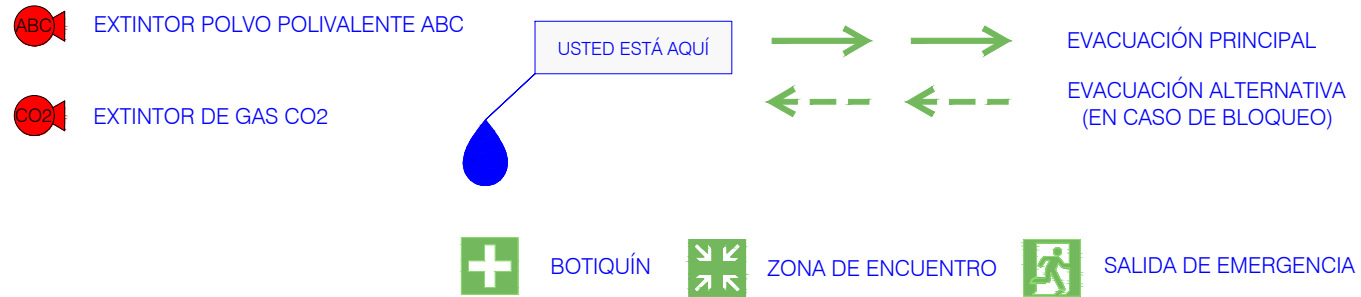 ABC
EXTINTOR POLVO POLIVALENTE ABC
CO2
EXTINTOR DE GAS CO2
USTED ESTÁ AQUÍ
EVACUACIÓN PRINCIPAL
EVACUACIÓN ALTERNATIVA
(EN CASO DE BLOQUEO)
BOTIQUÍN
ZONA DE ENCUENTRO
SALIDA DE EMERGENCIA